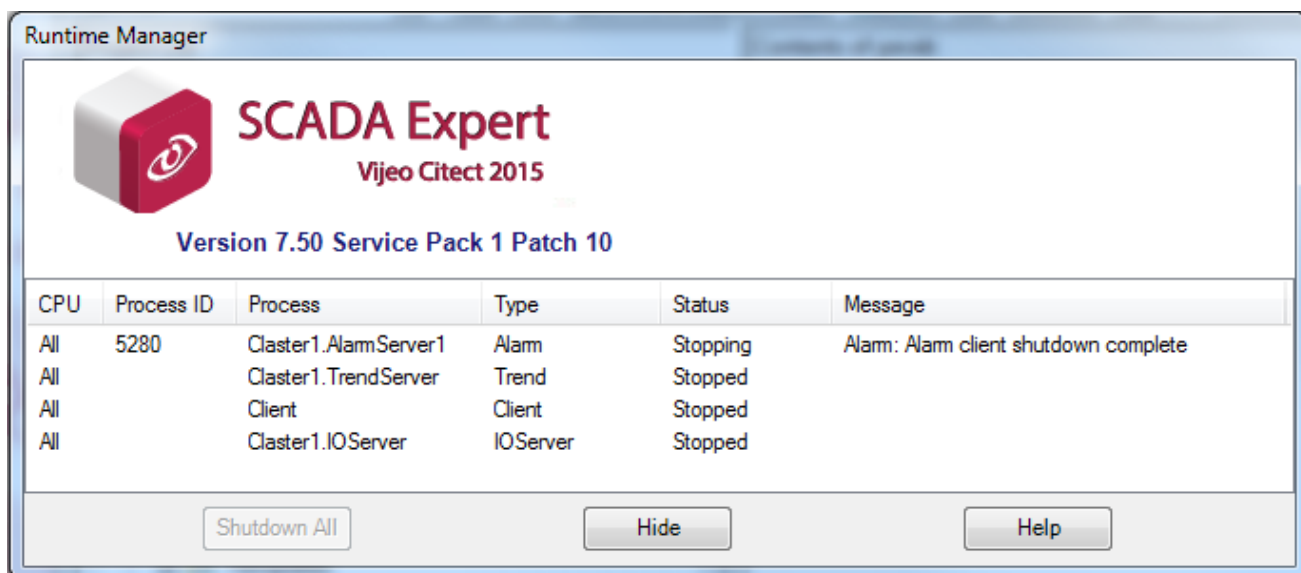 Runtime Manager
SCADA Expert
Vijeo Citect 2015
Version 7.50 Service Pack 1 Patch 10
CPU Process ID Process Type Status Message
All 5280 Claster1.AlarmServer1 Alarm Stopping Alarm: Alarm client shutdown complete
All Claster1.TrendServer Trend Stopped
All Client Client Stopped
All Claster1.IOServer IOServer Stopped
Shutdown All Hide Help